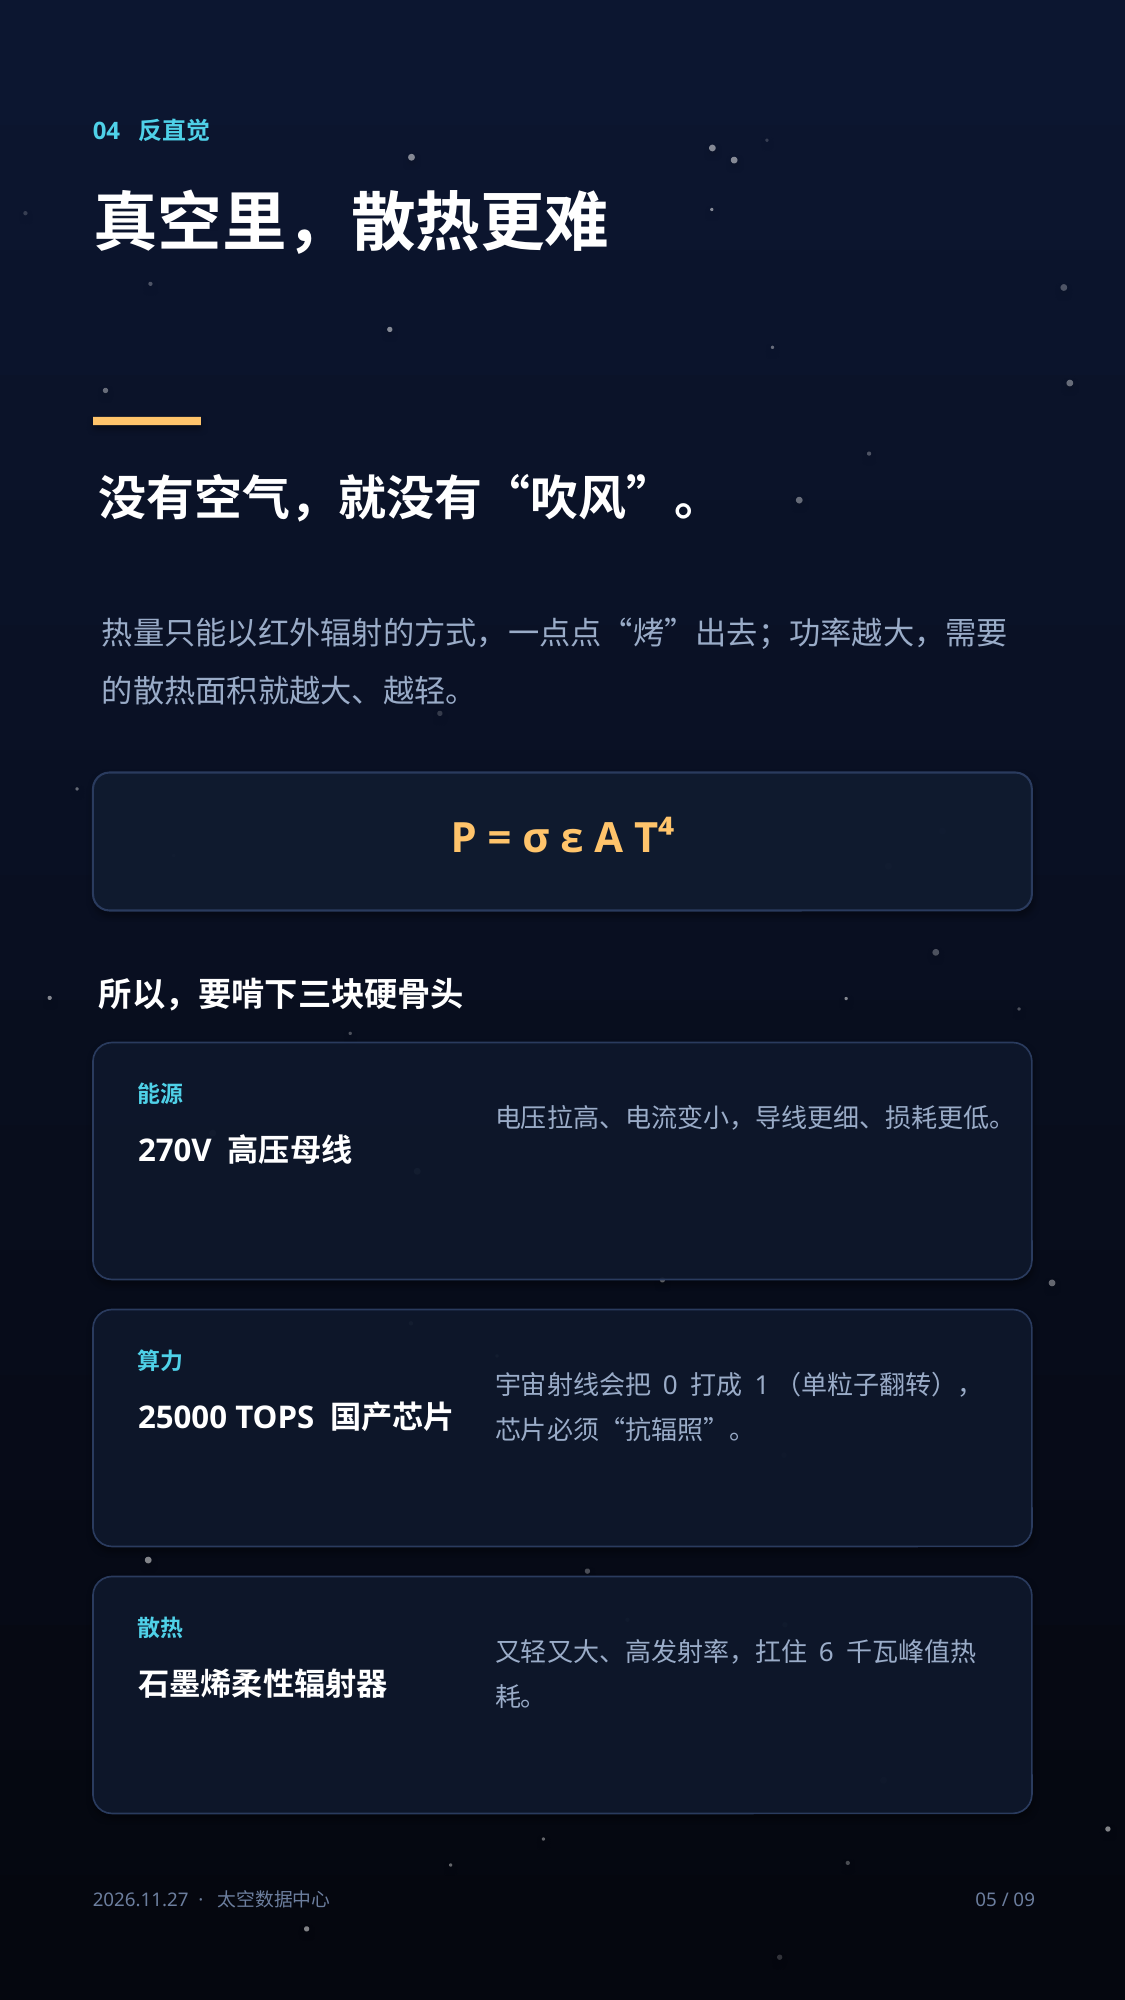 04 反直觉
真空里，散热更难
没有空气，就没有“吹风”。
热量只能以红外辐射的方式，一点点“烤”出去；功率越大，需要
的散热面积就越大、越轻。
P = σ ε A T⁴
所以，要啃下三块硬骨头
能源
270V 高压母线
电压拉高、电流变小，导线更细、损耗更低。
算力
25000 TOPS 国产芯片
宇宙射线会把 0 打成 1（单粒子翻转），
芯片必须“抗辐照”。
散热
石墨烯柔性辐射器
又轻又大、高发射率，扛住 6 千瓦峰值热
耗。
2026.11.27 · 太空数据中心
05 / 09